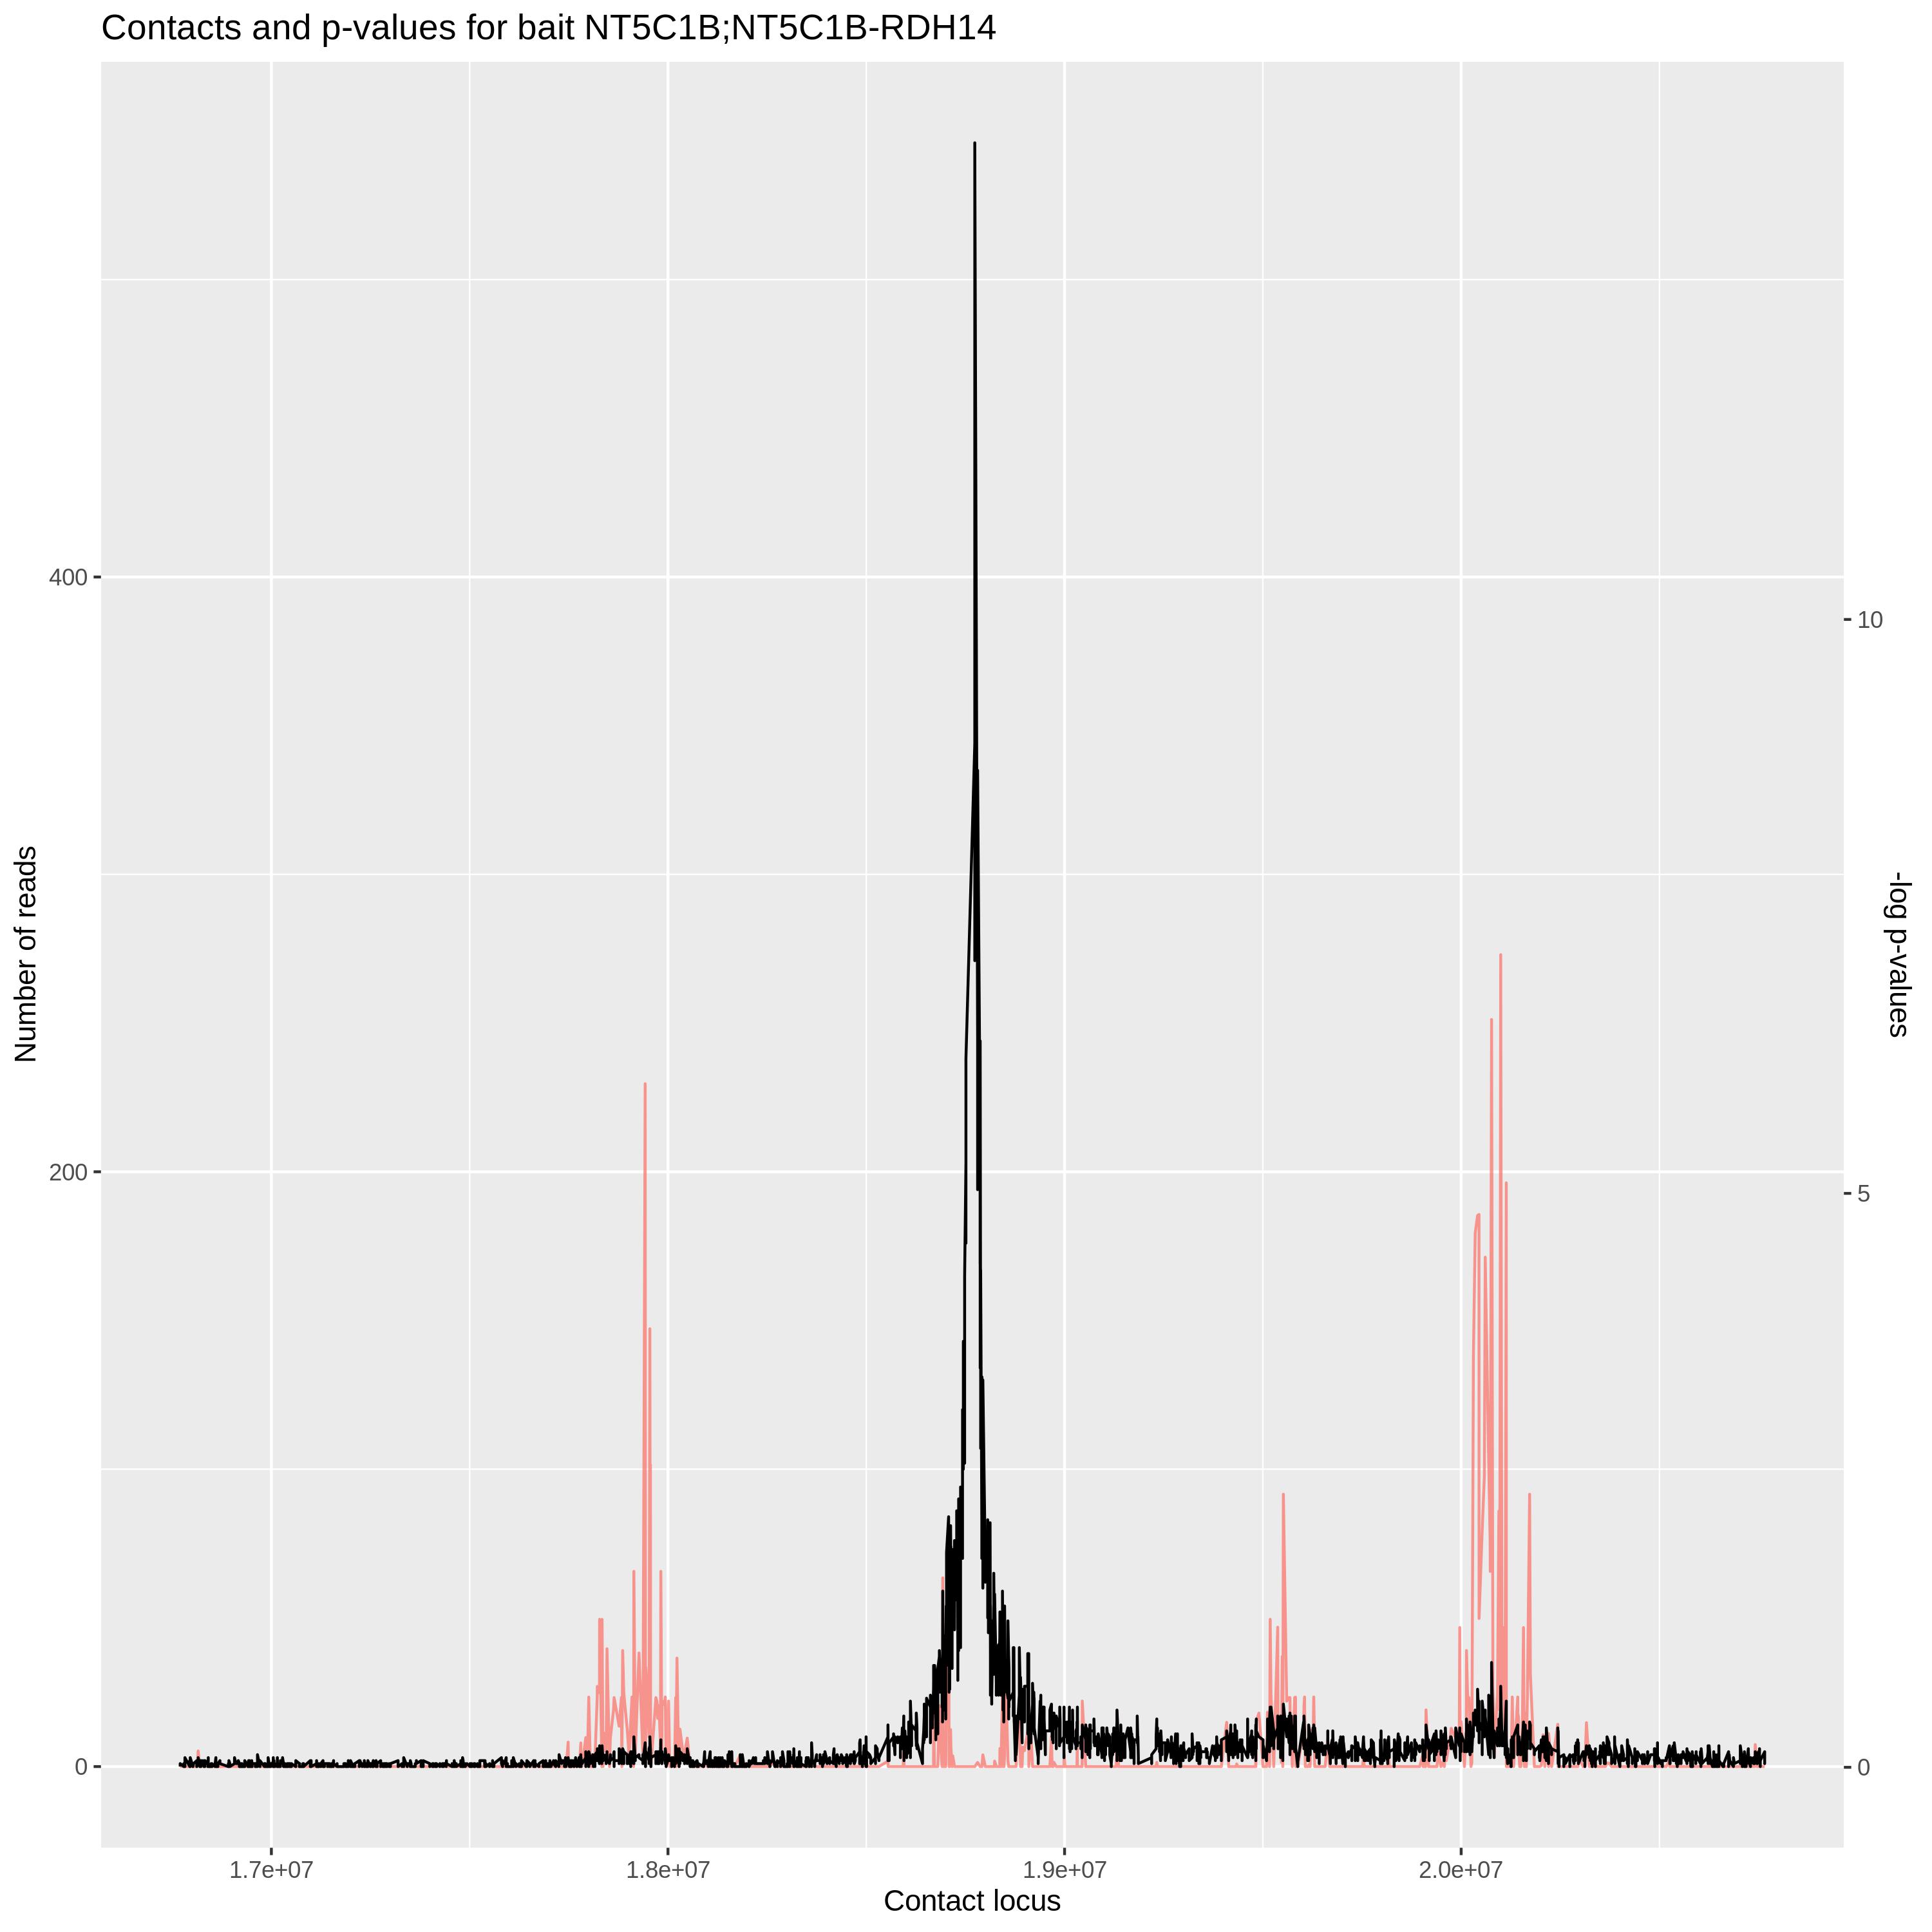 Contacts and p-values for bait NT5C1B;NT5C1B-RDH14
Number of reads
400
200
0
10
5
0
-log p-values
1.7e+07
1.8e+07
1.9e+07
2.0e+07
Contact locus